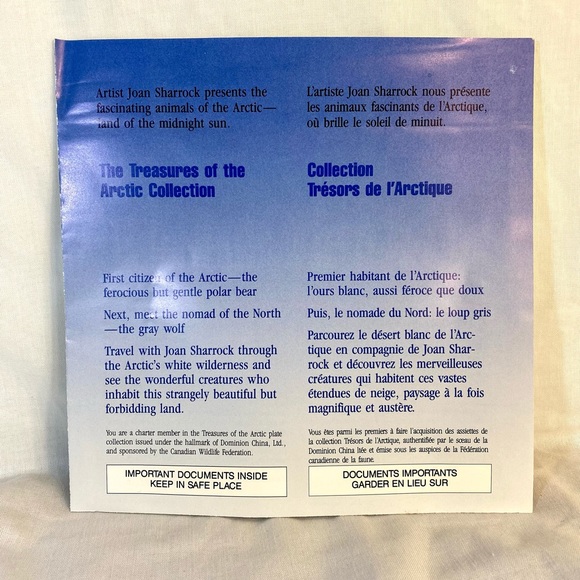 Artist Joan Sharrock presents the
fascinating animals of the Arctic—
land of the midnight sun.
The Treasures of the
Arctic Collection
First citizen of the Arctic—the
ferocious but gentle polar bear
Next, meet the nomad of the North
—the gray wolf
Travel with Joan Sharrock through
the Arctic's white wilderness and
see the wonderful creatures who
inhabit this strangely beautiful but
forbidding land.
You are a charter member in the Treasures of the Arctic plate
collection issued under the hallmark of Dominion China, Ltd.,
and sponsored by the Canadian Wildlife Federation.
IMPORTANT DOCUMENTS INSIDE
KEEP IN SAFE PLACE
L'artiste Joan Sharrock nous présente
les animaux fascinants de l'Arctique,
où brille le soleil de minuit.
Collection
Trésors de l'Arctique
Premier habitant de l'Arctique:
l'ours blanc, aussi féroce que doux
Puis, le nomade du Nord: le loup gris
Parcourez le désert blanc de l'Arc-
tique en compagnie de Joan Shar-
rock et découvrez les merveilleuses
créatures qui habitent ces vastes
étendues de neige, paysage à la fois
magnifique et austère.
Vous êtes parmi les premiers à faire l'acquisition des assiettes de
la collection Trésors de l'Arctique, authentifiée par le sceau de la
Dominion China ltée et émise sous les auspices de la Fédération
canadienne de la faune.
DOCUMENTS IMPORTANTS
GARDER EN LIEU SUR